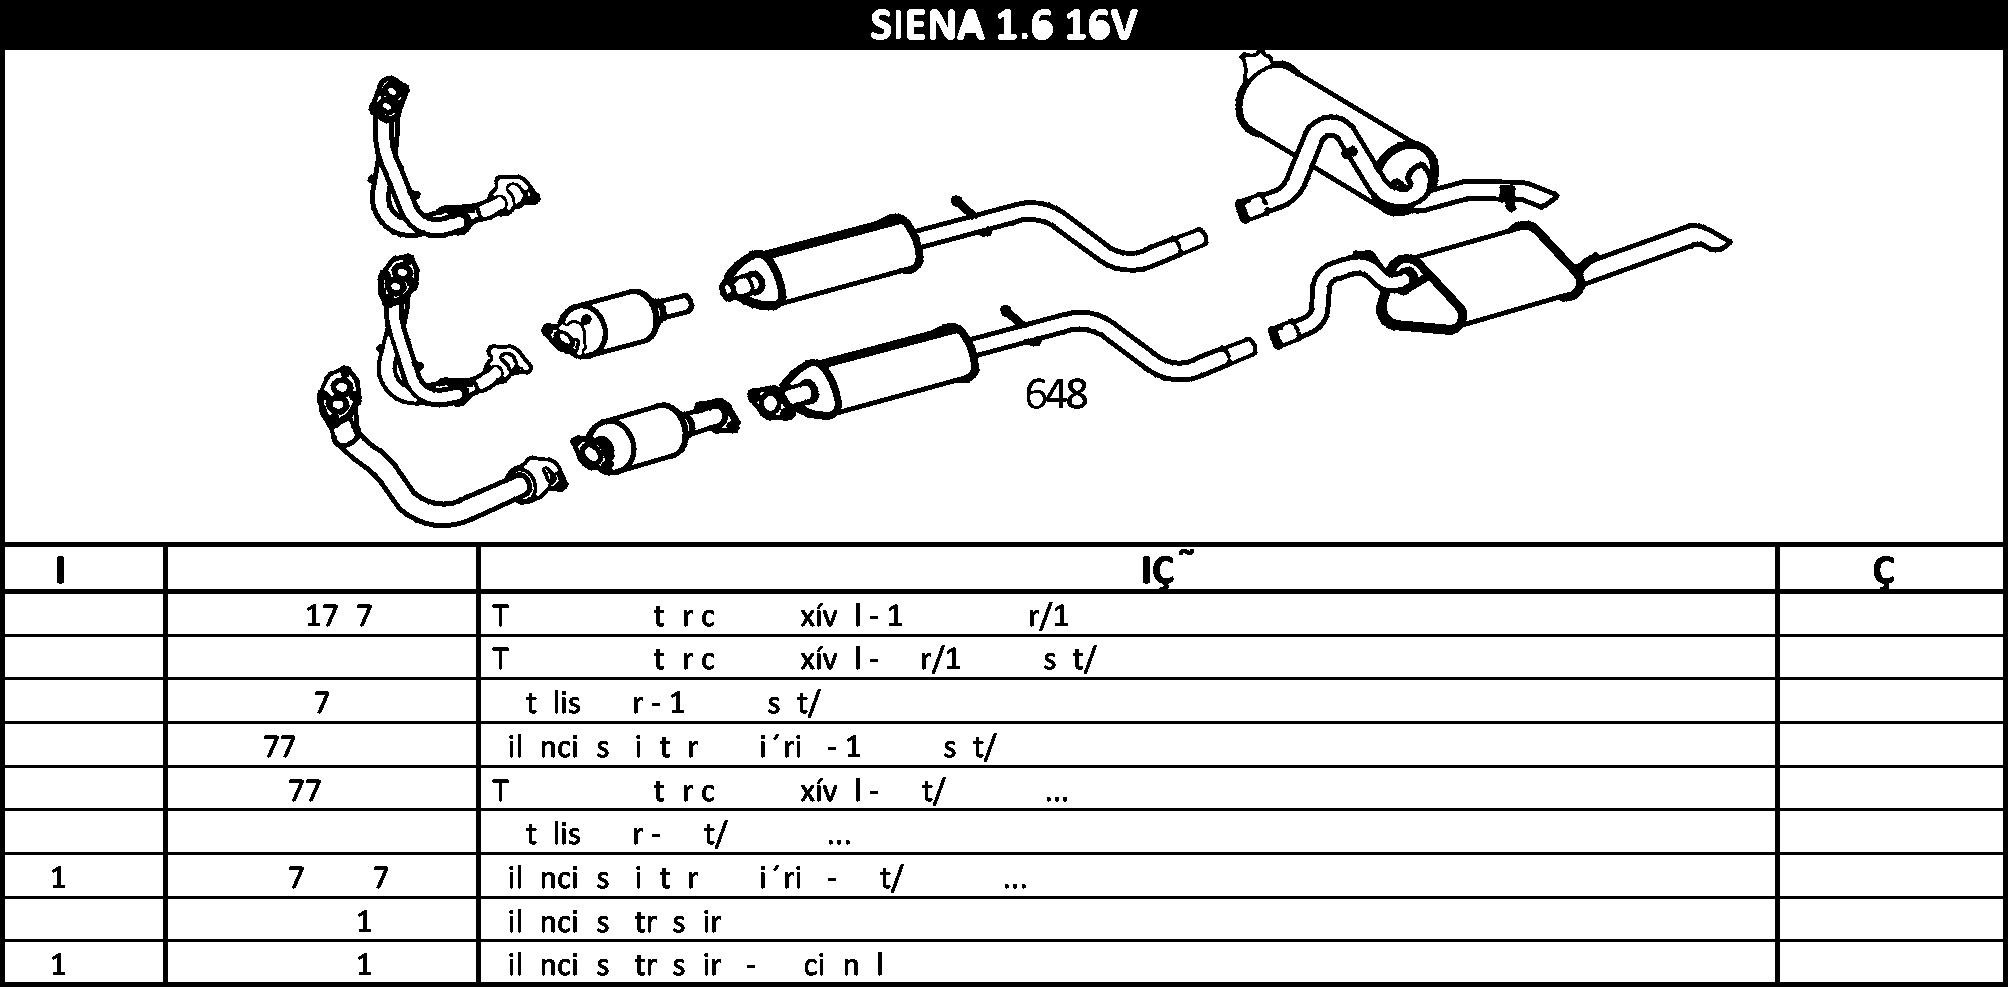 SIENA 1.6 16V
648
I IÇ˜ Ç
17 7 T t r c xív l - 1 r/1
T t r c xív l - r/1 s t/
7 t lis r - 1 s t/
77 il nci s i t r i´ri - 1 s t/
77 T t r c xív l - t/ ...
t lis r - t/ ...
1 7 7 il nci s i t r i´ri - t/ ...
1 il nci s tr s ir
1 1 il nci s tr s ir - ci n l